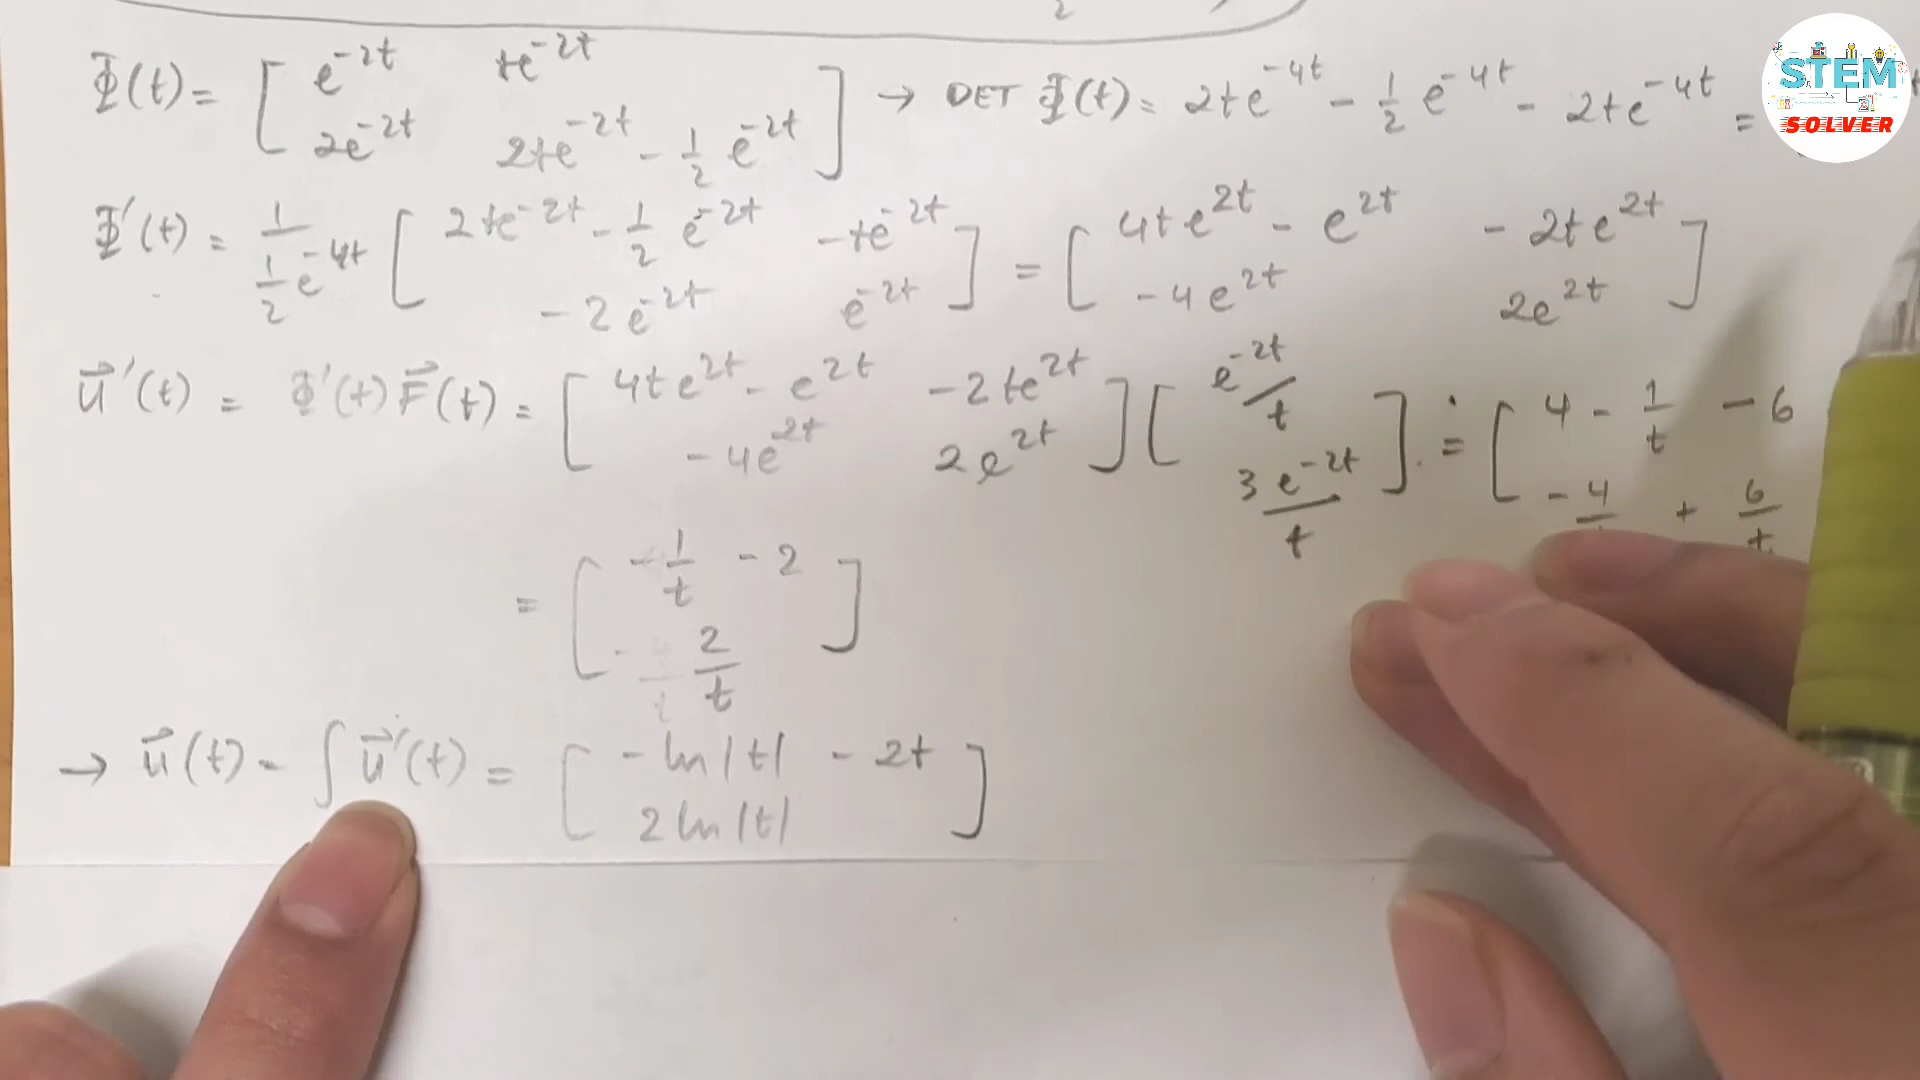 Φ(t) = [ e^{-2t}  te^{-2t} ; 2e^{-2t}  2te^{-2t} - 1/2 e^{-2t} ] → DET Φ(t) = 2te^{-4t} - 1/2 e^{-4t} - 2te^{-4t} =
Φ'(t) = 1/(1/2 e^{-4t}) [ 2te^{-2t} - 1/2 e^{-2t}  -te^{-2t} ; -2e^{-2t}  e^{-2t} ] = [ 4te^{2t} - e^{2t}  -2te^{2t} ; -4e^{2t}  2e^{2t} ]
u⃗'(t) = Φ'(t) F⃗(t) = [ 4te^{2t} - e^{2t}  -2te^{2t} ; -4e^{2t}  2e^{2t} ] [ e^{-2t}/t ; 3e^{-2t}/t ] = [ 4 - 1/t - 6 ; -4/t + 6/t
= [ -1/t - 2 ; 2/t ]
→ u⃗(t) = ∫ u⃗'(t) = [ -ln|t| - 2t ; 2ln|t| ]
STEM
SOLVER